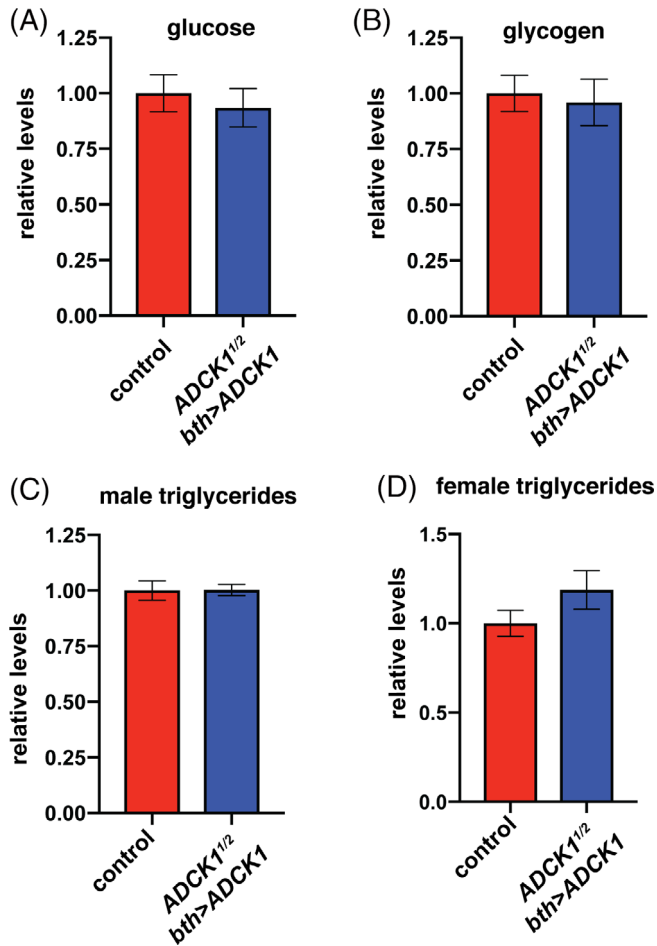 (A)
glucose
relative levels
1.25
1.00
0.75
0.50
0.25
0.00
control
ADCK1^1/2
bth>ADCK1
(B)
glycogen
relative levels
1.25
1.00
0.75
0.50
0.25
0.00
control
ADCK1^1/2
bth>ADCK1
(C)
male triglycerides
relative levels
1.25
1.00
0.75
0.50
0.25
0.00
control
ADCK1^1/2
bth>ADCK1
(D)
female triglycerides
relative levels
1.5
1.0
0.5
0.0
control
ADCK1^1/2
bth>ADCK1